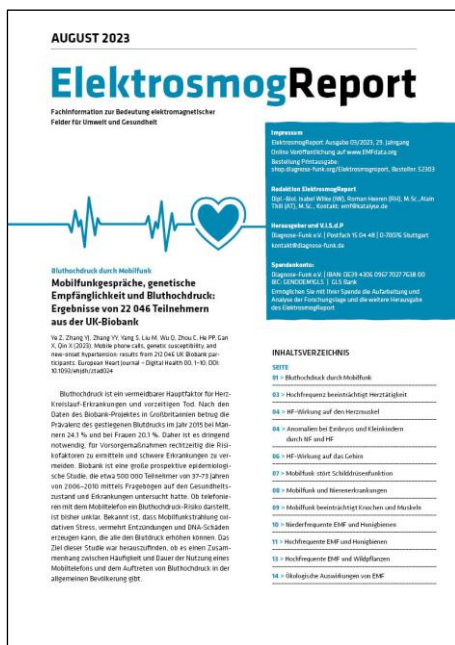 AUGUST 2023
ElektrosmogReport
Fachinformation zur Bedeutung elektromagnetischer
Felder für Umwelt und Gesundheit
Impressum
ElektrosmogReport Ausgabe 03/2023, 29. Jahrgang
Online Veröffentlichung auf www.EMFdata.org
Bestellung Printausgabe:
shop.diagnose-funk.org/Elektrosmogreport, Bestellnr. E2303
Redaktion ElektrosmogReport
Dipl.-Biol. Isabel Wilke (IW), Roman Heeren (RH), M.Sc., Alain
Thill (AT), M.Sc., Kontakt: emf@katalyse.de
Herausgeber und V.i.S.d.P
Diagnose-Funk e.V. | Postfach 15 04 48 | D-70076 Stuttgart
kontakt@diagnose-funk.de
Spendenkonto:
Diagnose-Funk e.V. | IBAN: DE39 4306 0967 7027 7638 00
BIC: GENODEM1GLS | GLS Bank
Ermöglichen Sie mit Ihrer Spende die Aufarbeitung und
Analyse der Forschungslage und die weitere Herausgabe
des ElektrosmogReport
Bluthochdruck durch Mobilfunk
Mobilfunkgespräche, genetische
Empfänglichkeit und Bluthochdruck:
Ergebnisse von 22 046 Teilnehmern
aus der UK-Biobank
Ye Z, Zhang YJ, Zhang YY, Yang S, Liu M, Wu Q, Zhou C, He PP, Gan
X, Qin X (2023). Mobile phone calls, genetic susceptibility, and
new-onset hypertension: results from 212 046 UK Biobank par-
ticipants. European Heart Journal – Digital Health 00, 1–10; DOI:
10.1093/ehjdh/ztad024
Bluthochdruck ist ein vermeidbarer Hauptfaktor für Herz-
Kreislauf-Erkrankungen und vorzeitigen Tod. Nach den
Daten des Biobank-Projektes in Großbritannien betrug die
Prävalenz des gestiegenen Blutdrucks im Jahr 2015 bei Män-
nern 24,1 % und bei Frauen 20,1 %. Daher ist es dringend
notwendig, für Vorsorgemaßnahmen rechtzeitig die Risi-
kofaktoren zu ermitteln und schwere Erkrankungen zu ver-
meiden. Biobank ist eine große prospektive epidemiologi-
sche Studie, die etwa 500 000 Teilnehmer von 37-73 Jahren
von 2006–2010 mittels Fragebögen auf den Gesundheits-
zustand und Erkrankungen untersucht hatte. Ob telefonie-
ren mit dem Mobiltelefon ein Bluthochdruck-Risiko darstellt,
ist bisher unklar. Bekannt ist, dass Mobilfunkstrahlung oxi-
dativen Stress, vermehrt Entzündungen und DNA-Schäden
erzeugen kann, die alle den Blutdruck erhöhen können. Das
Ziel dieser Studie war herauszufinden, ob es einen Zusam-
menhang zwischen Häufigkeit und Dauer der Nutzung eines
Mobiltelefons und dem Auftreten von Bluthochdruck in der
allgemeinen Bevölkerung gibt.
INHALTSVERZEICHNIS
SEITE
01 > Bluthochdruck durch Mobilfunk
03 > Hochfrequenz beeinträchtigt Herztätigkeit
04 > HF-Wirkung auf den Herzmuskel
04 > Anomalien bei Embryos und Kleinkindern
durch NF und HF
06 > HF-Wirkung auf das Gehirn
07 > Mobilfunk stört Schilddrüsenfunktion
08 > Mobilfunk und Nierenerkrankungen
09 > Mobilfunk beeinträchtigt Knochen und Muskeln
10 > Niederfrequente EMF und Honigbienen
11 > Hochfrequente EMF und Honigbienen
13 > Hochfrequente EMF und Wildpflanzen
14 > Ökologische Auswirkungen von EMF